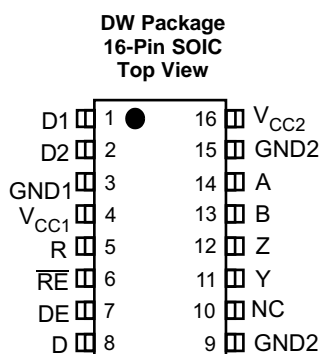 DW Package
16-Pin SOIC
Top View
D1 1 16 VCC2
D2 2 15 GND2
GND1 3 14 A
VCC1 4 13 B
R 5 12 Z
RE 6 11 Y
DE 7 10 NC
D 8 9 GND2